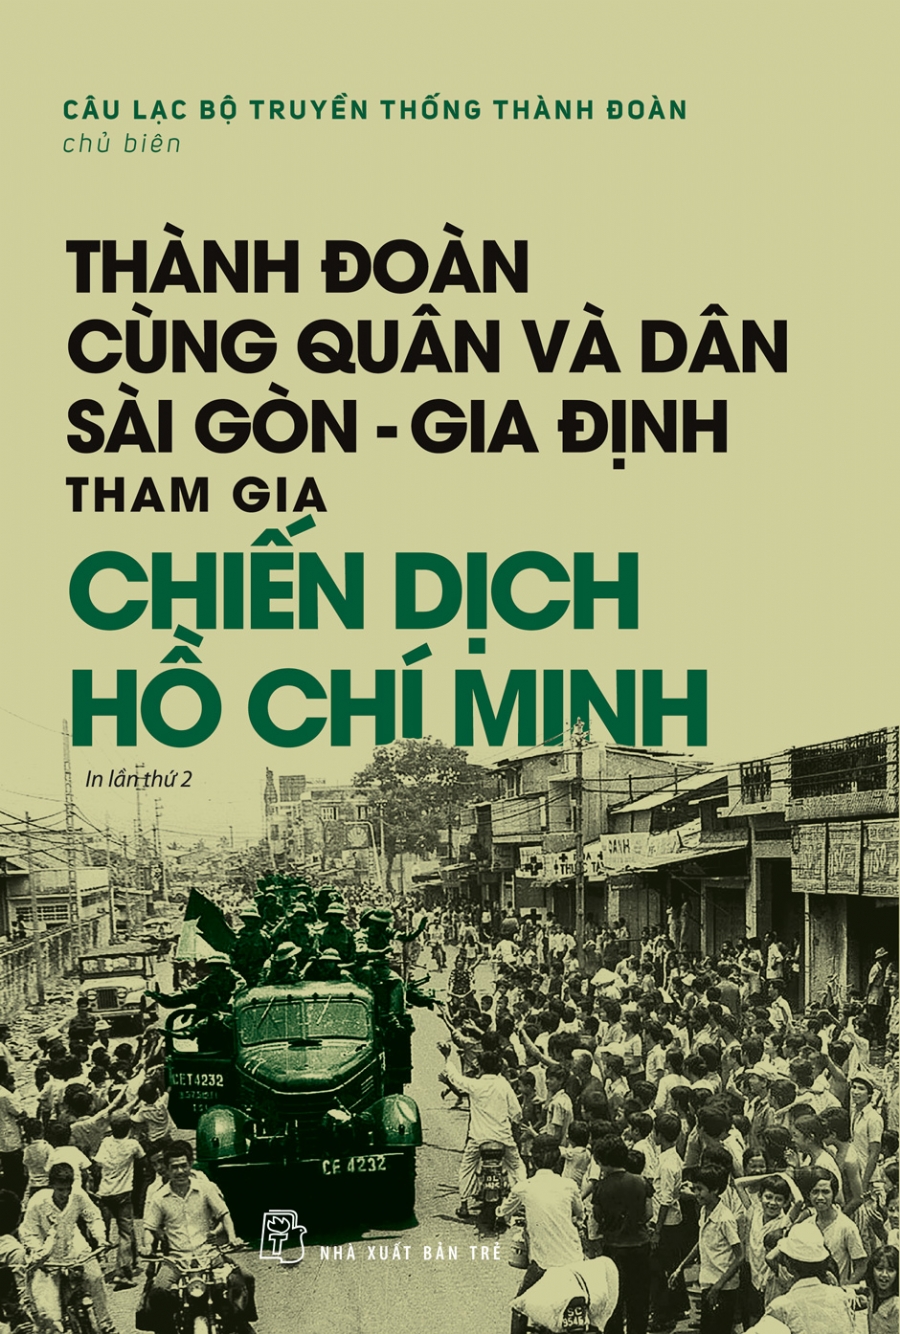 CÂU LẠC BỘ TRUYỀN THỐNG THÀNH ĐOÀN
chủ biên
THÀNH ĐOÀN
CÙNG QUÂN VÀ DÂN
SÀI GÒN - GIA ĐỊNH
THAM GIA
CHIẾN DỊCH
HỒ CHÍ MINH
In lần thứ 2
DANH
CET 4232
CE 4232
NHÀ XUẤT BẢN TRẺ